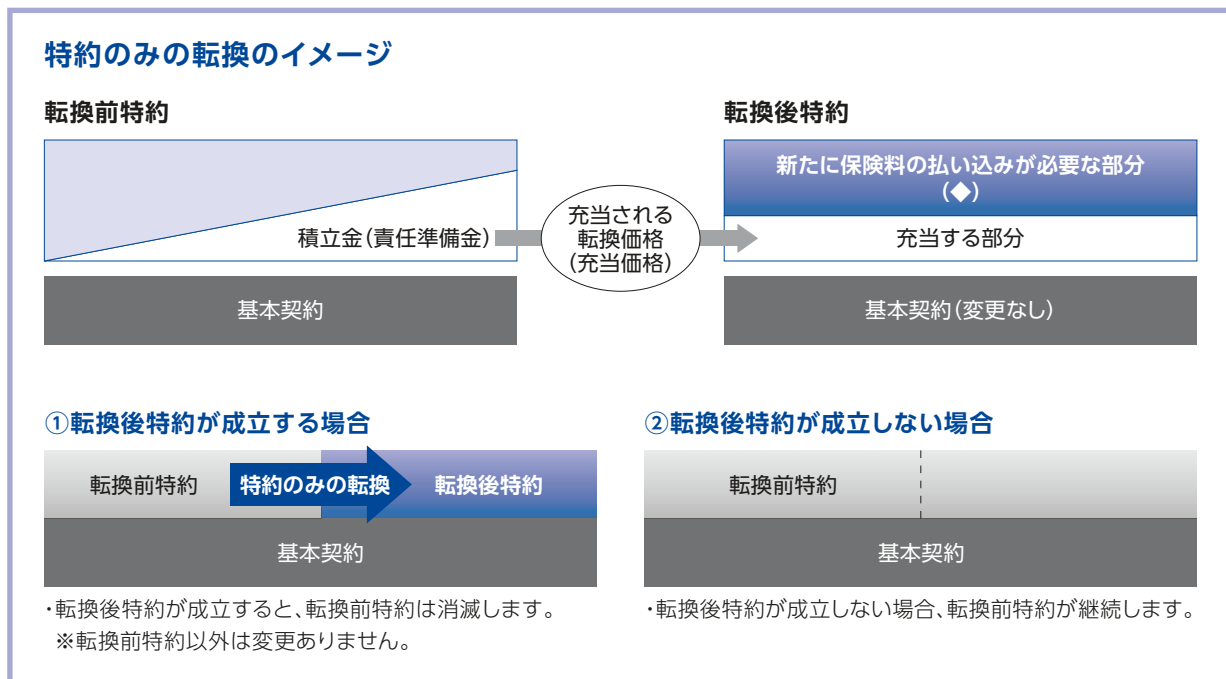 特約のみの転換のイメージ
転換前特約
積立金(責任準備金)
基本契約
充当される
転換価格
(充当価格)
転換後特約
新たに保険料の払い込みが必要な部分
(◆)
充当する部分
基本契約(変更なし)
①転換後特約が成立する場合
転換前特約
特約のみの転換
転換後特約
基本契約
・転換後特約が成立すると、転換前特約は消滅します。
※転換前特約以外は変更ありません。
②転換後特約が成立しない場合
転換前特約
基本契約
・転換後特約が成立しない場合、転換前特約が継続します。